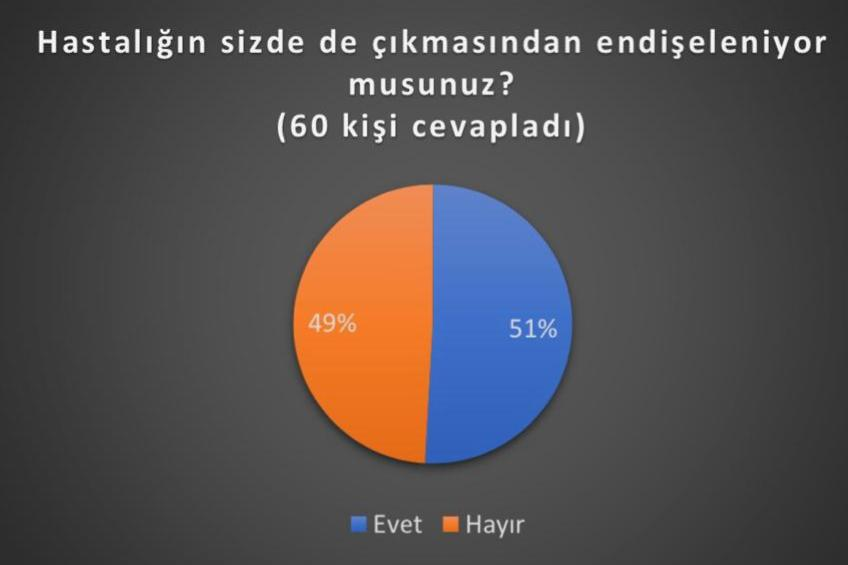 Hastalığın sizde de çıkmasından endişeleniyor
musunuz?
(60 kişi cevapladı)
49%
51%
Evet Hayır